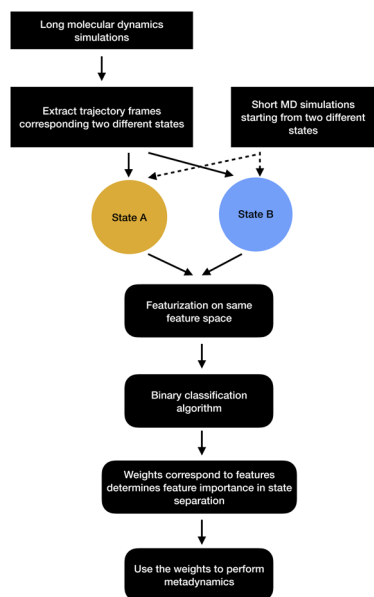 Long molecular dynamics
simulations
Extract trajectory frames
corresponding two different states
Short MD simulations
starting from two different
states
State A
State B
Featurization on same
feature space
Binary classification
algorithm
Weights correspond to features
determines feature importance in state
separation
Use the weights to perform
metadynamics